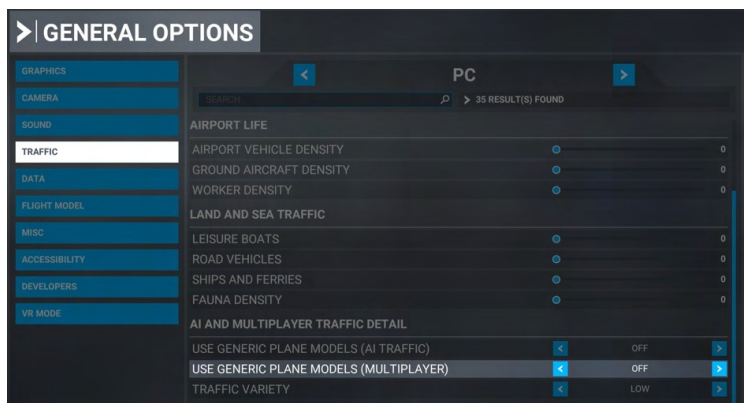 GENERAL OPTIONS
GRAPHICS
CAMERA
SOUND
TRAFFIC
DATA
FLIGHT MODEL
MISC
ACCESSIBILITY
DEVELOPERS
VR MODE
PC
SEARCH
35 RESULT(S) FOUND
AIRPORT LIFE
AIRPORT VEHICLE DENSITY 0
GROUND AIRCRAFT DENSITY 0
WORKER DENSITY 0
LAND AND SEA TRAFFIC
LEISURE BOATS 0
ROAD VEHICLES 0
SHIPS AND FERRIES 0
FAUNA DENSITY 0
AI AND MULTIPLAYER TRAFFIC DETAIL
USE GENERIC PLANE MODELS (AI TRAFFIC) OFF
USE GENERIC PLANE MODELS (MULTIPLAYER) OFF
TRAFFIC VARIETY LOW